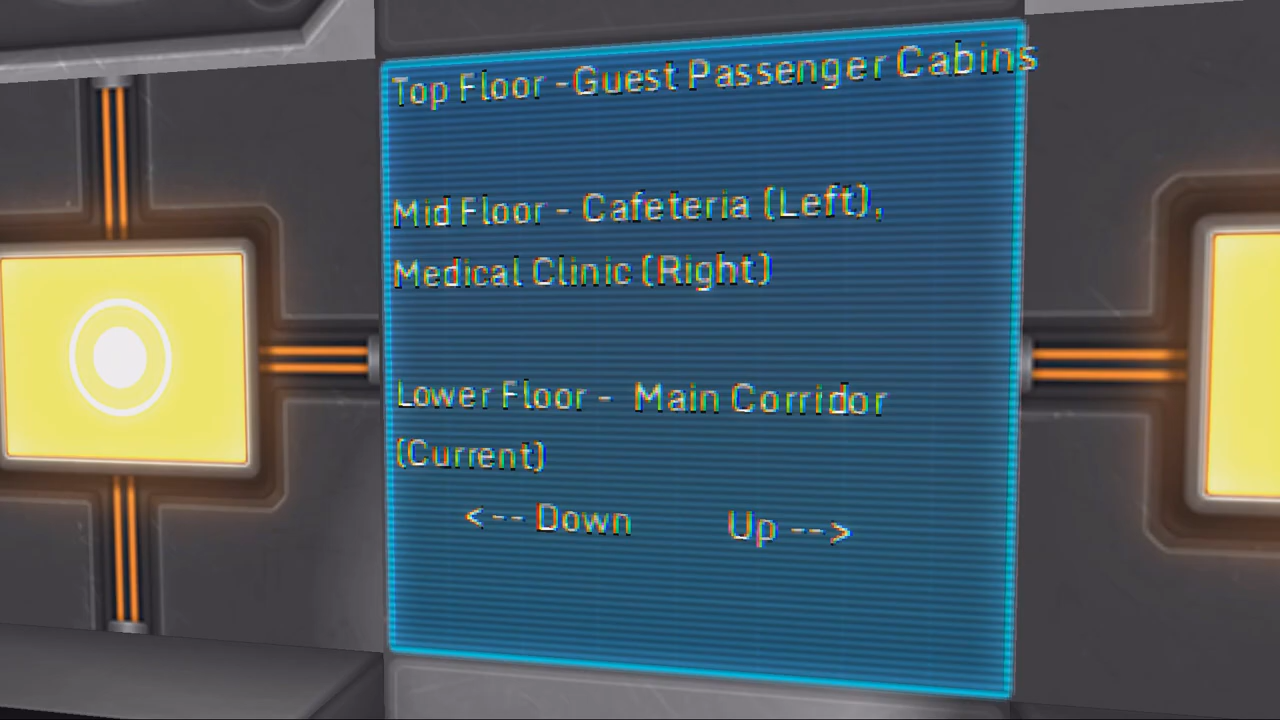 Top Floor -Guest Passenger Cabins
Mid Floor - Cafeteria (Left),
Medical Clinic (Right)
Lower Floor - Main Corridor
(Current)
<-- Down Up -->